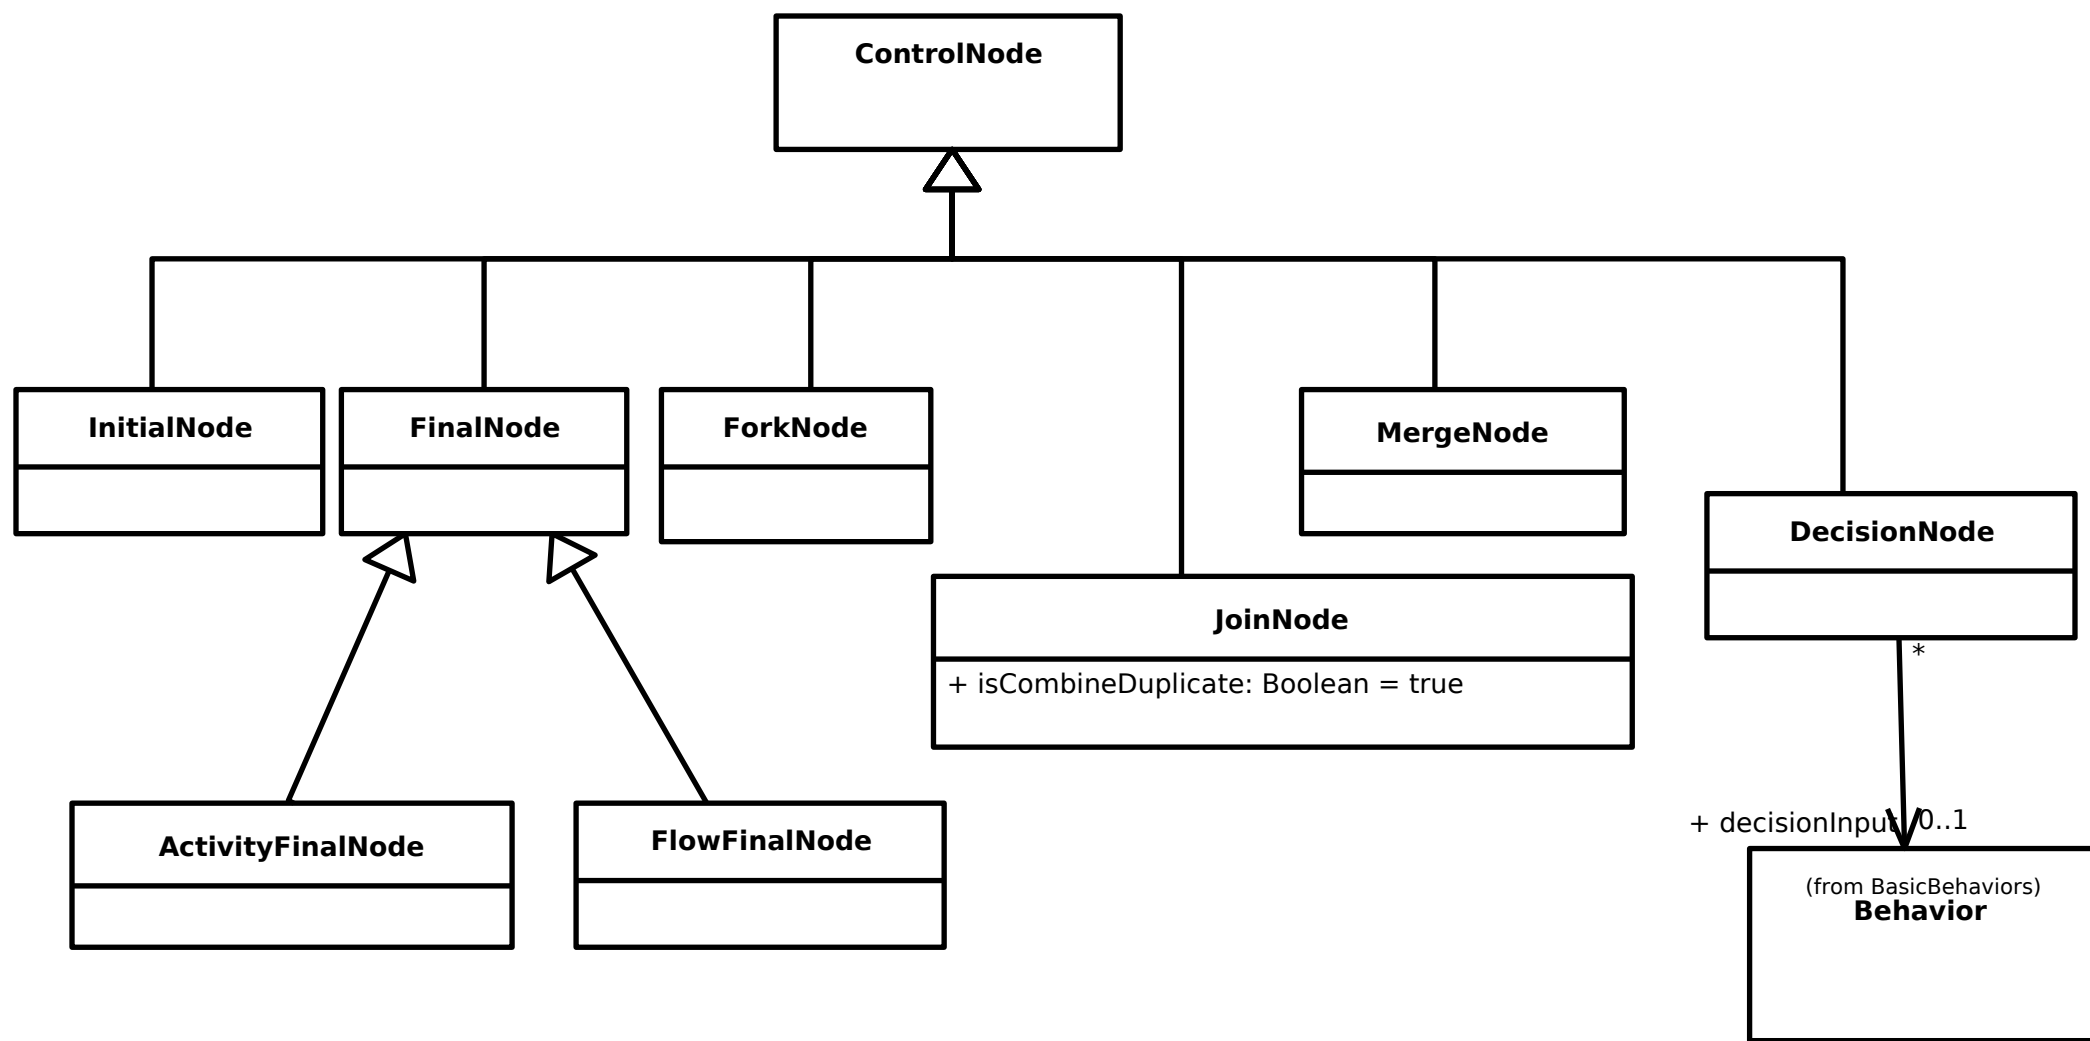 ControlNode
InitialNode
FinalNode
ForkNode
MergeNode
DecisionNode
JoinNode
+ isCombineDuplicate: Boolean = true
*
+ decisionInput
0..1
ActivityFinalNode
FlowFinalNode
(from BasicBehaviors)
Behavior